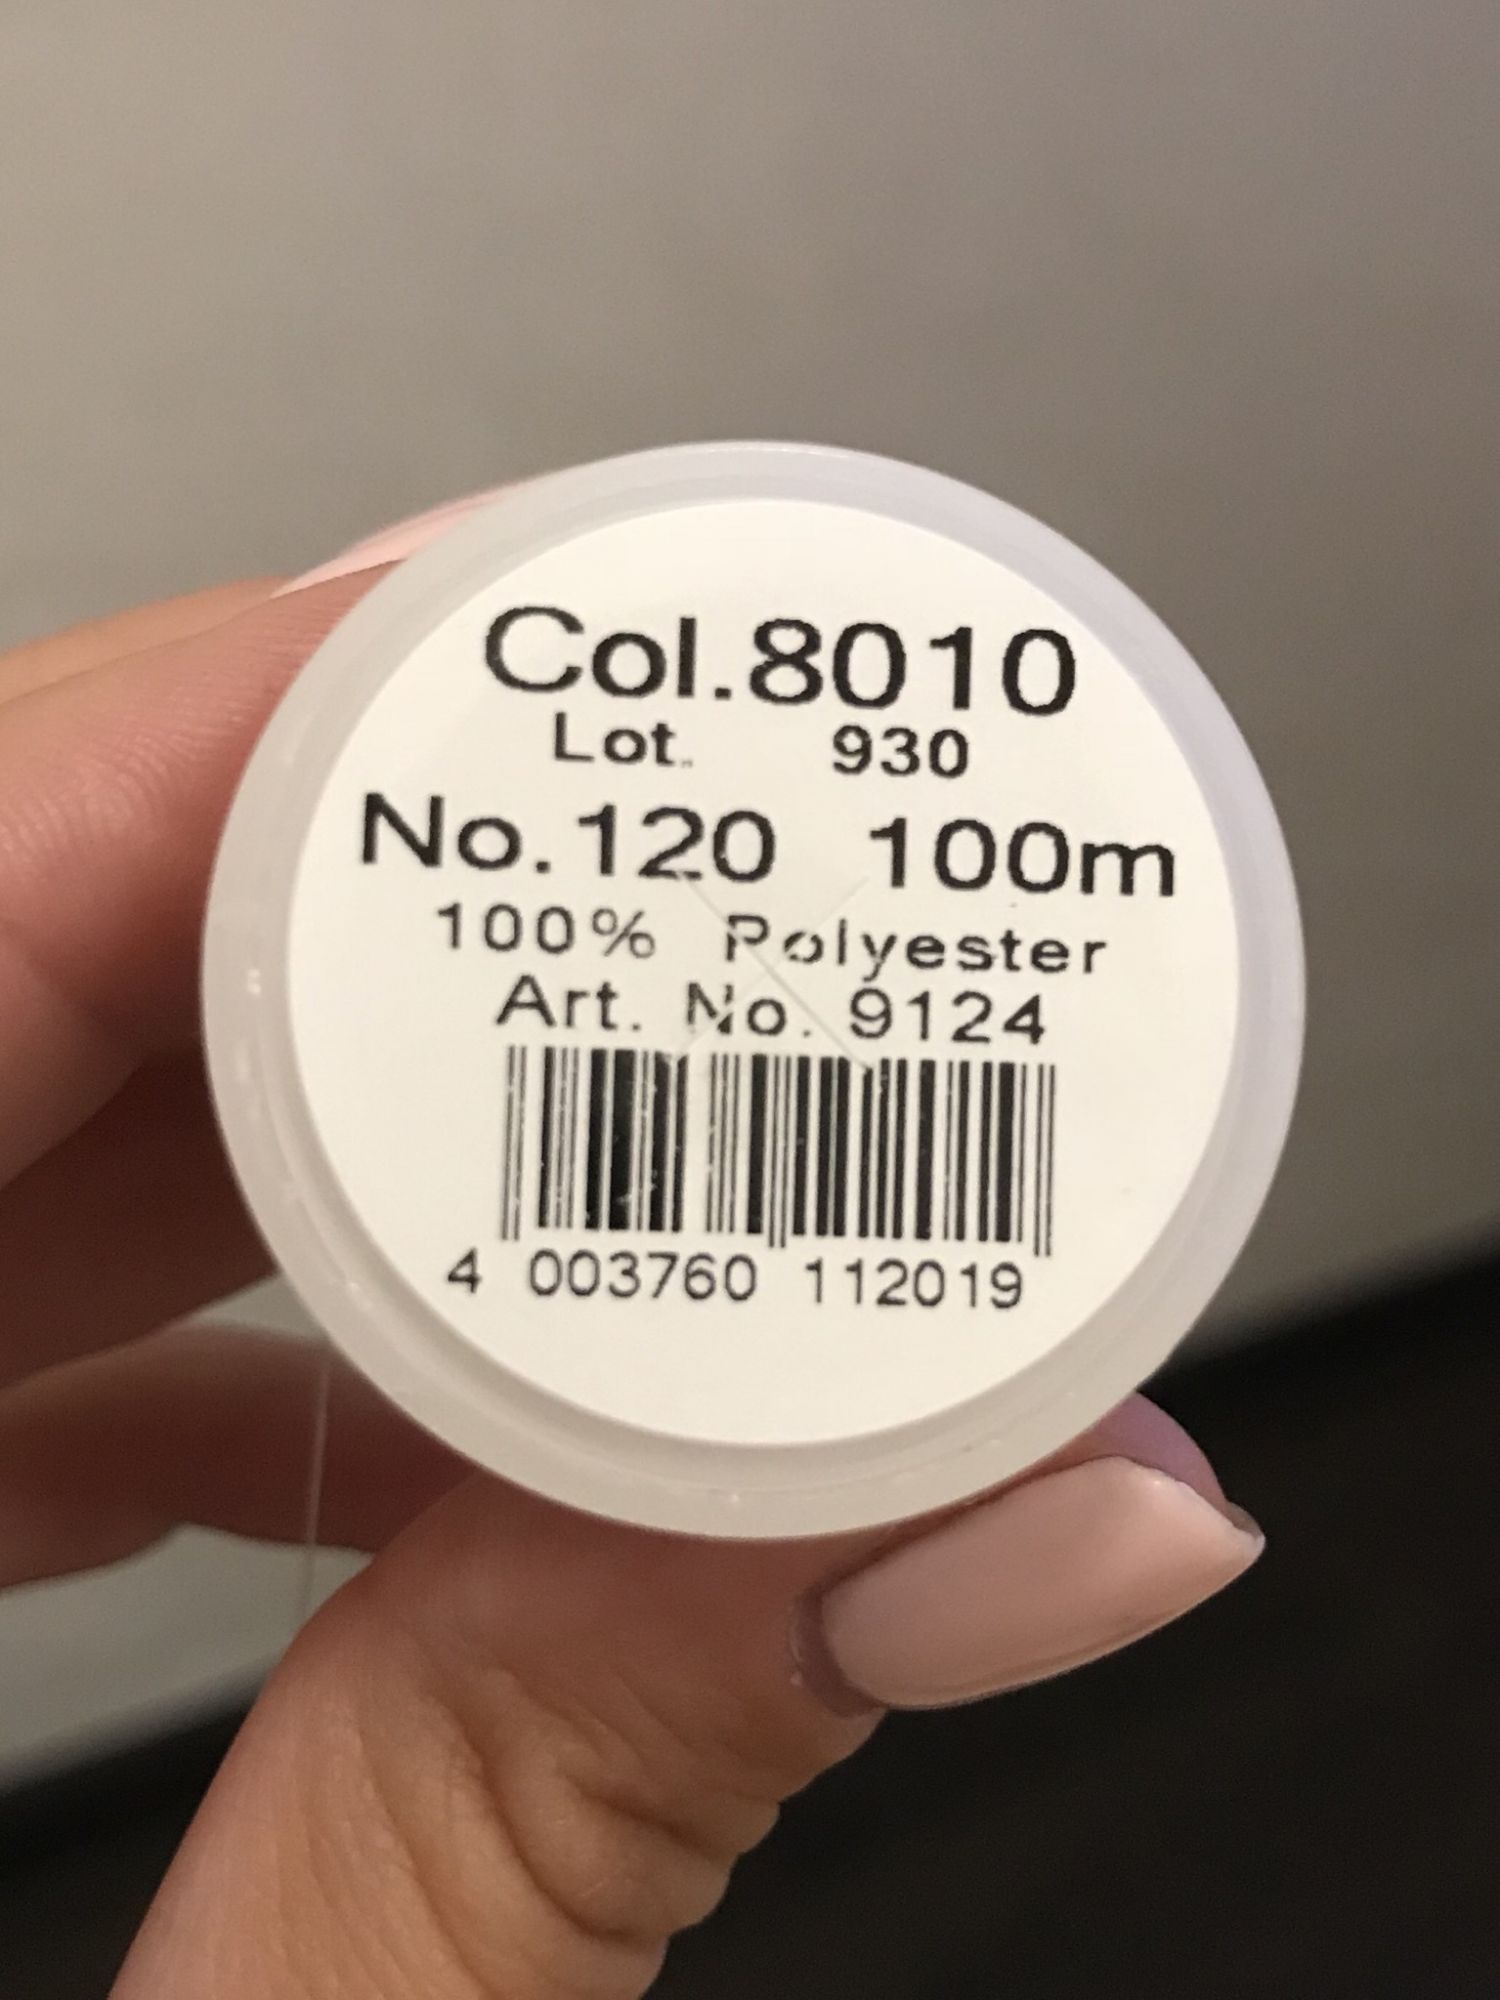 Col.8010
Lot. 930
No.120 100m
100% Polyester
Art. No. 9124
4 003760 112019